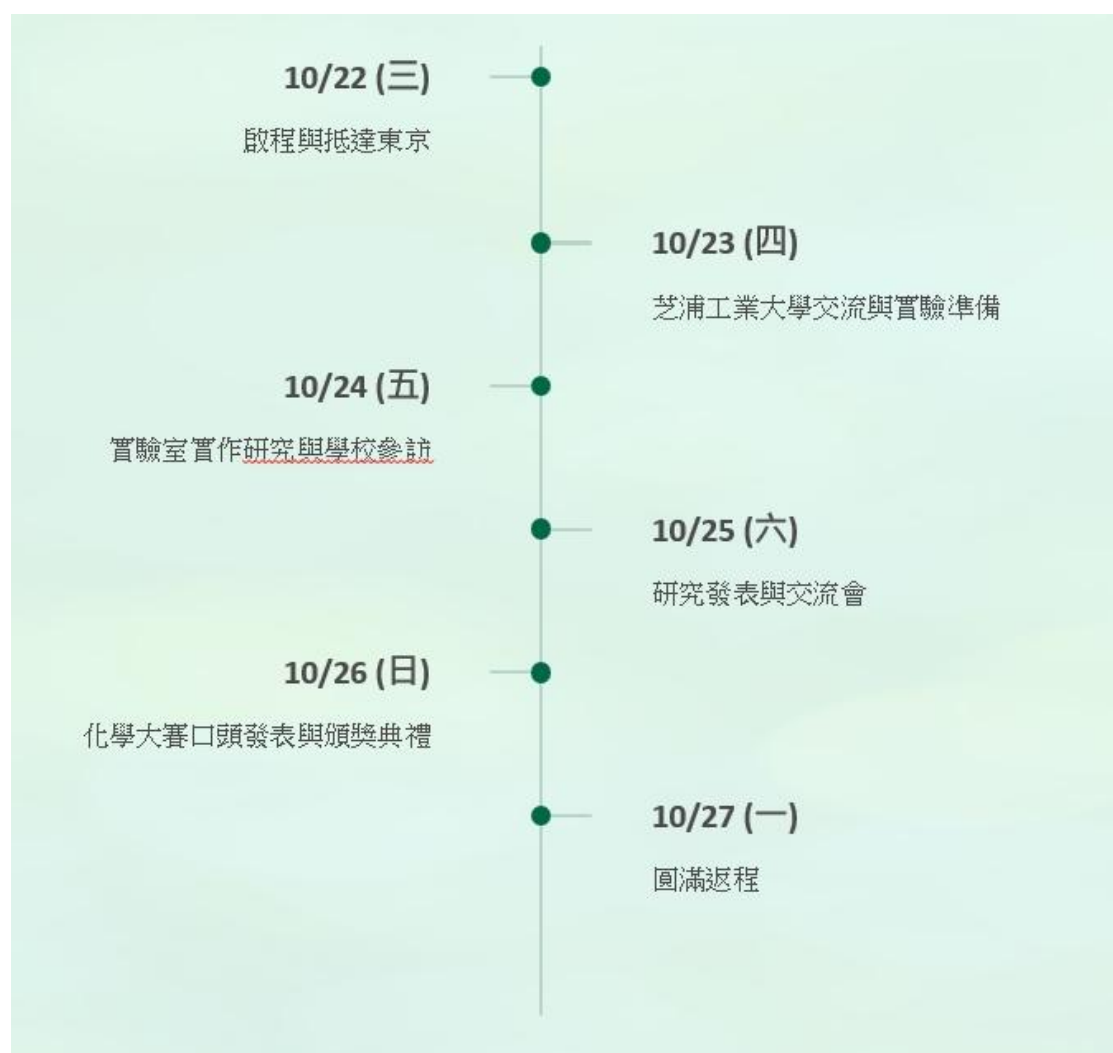 10/22 (三)
啟程與抵達東京
10/23 (四)
芝浦工業大學交流與實驗準備
10/24 (五)
實驗室實作研究與學校參訪
10/25 (六)
研究發表與交流會
10/26 (日)
化學大賽口頭發表與頒獎典禮
10/27 (一)
圓滿返程